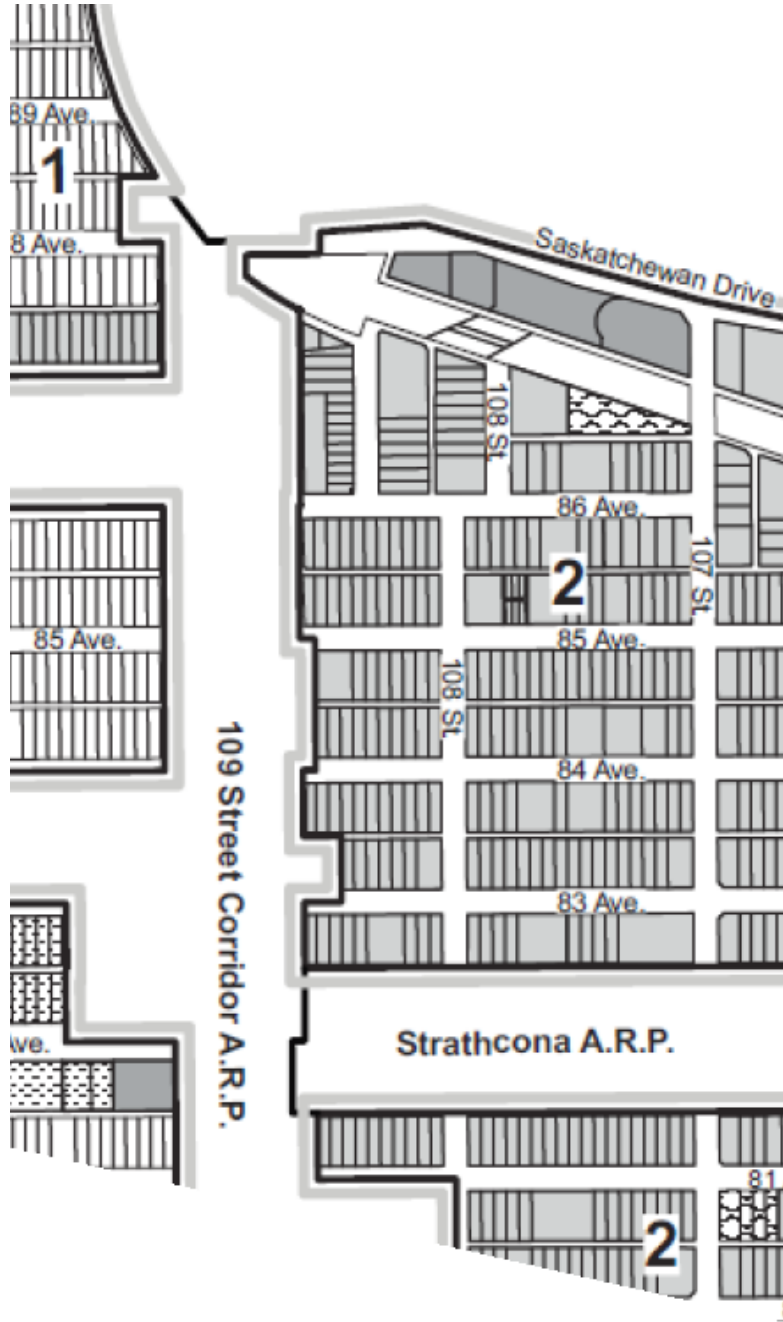 89 Ave.
1
8 Ave.
Saskatchewan Drive
108 St.
86 Ave.
2
107 St.
85 Ave.
85 Ave.
108 St.
84 Ave.
109 Street Corridor A.R.P.
83 Ave.
Strathcona A.R.P.
Ave.
81
2